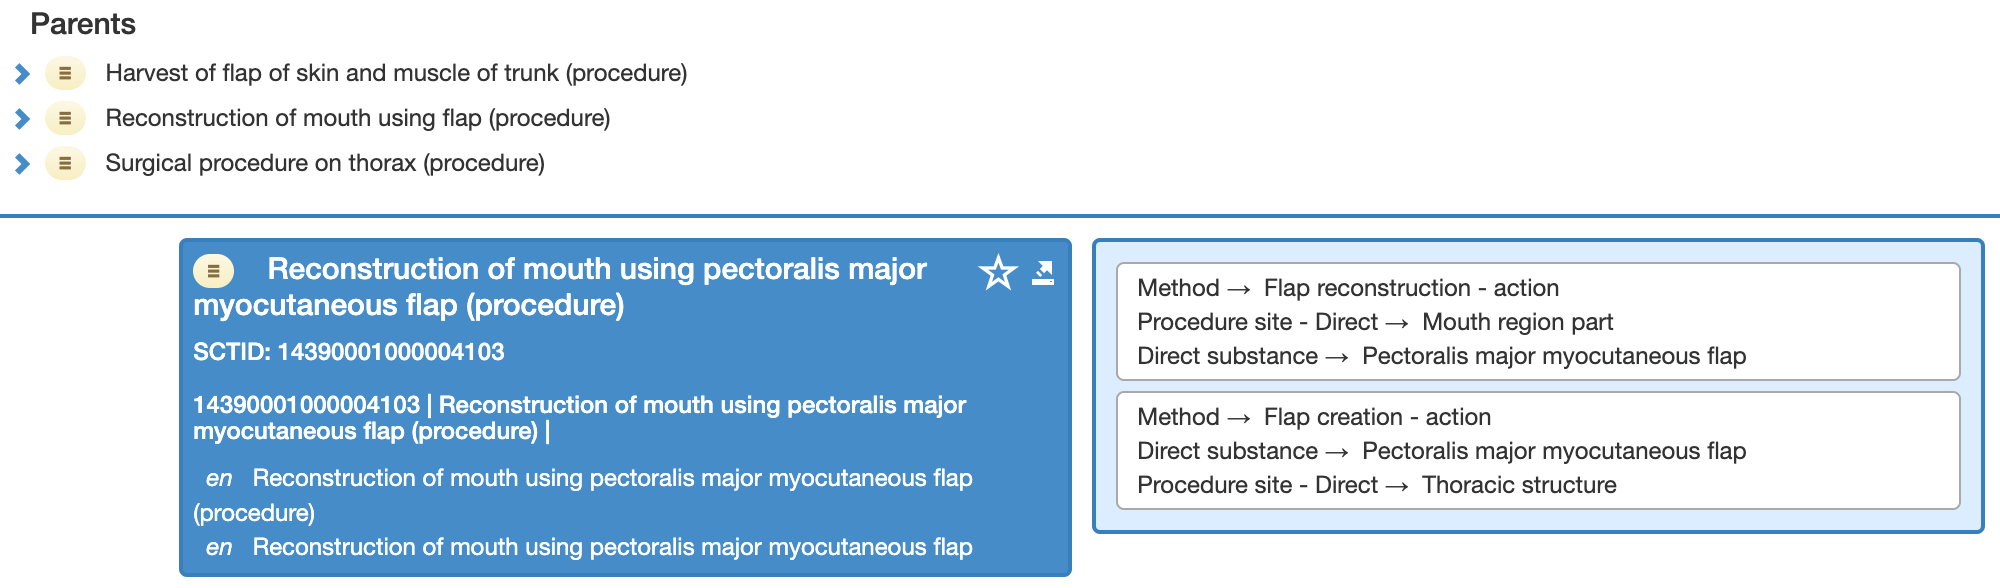 Parents
Harvest of flap of skin and muscle of trunk (procedure)
Reconstruction of mouth using flap (procedure)
Surgical procedure on thorax (procedure)
Reconstruction of mouth using pectoralis major
myocutaneous flap (procedure)
SCTID: 14390001000004103
14390001000004103 | Reconstruction of mouth using pectoralis major
myocutaneous flap (procedure) |
en Reconstruction of mouth using pectoralis major myocutaneous flap
(procedure)
en Reconstruction of mouth using pectoralis major myocutaneous flap
Method → Flap reconstruction - action
Procedure site - Direct → Mouth region part
Direct substance → Pectoralis major myocutaneous flap
Method → Flap creation - action
Direct substance → Pectoralis major myocutaneous flap
Procedure site - Direct → Thoracic structure